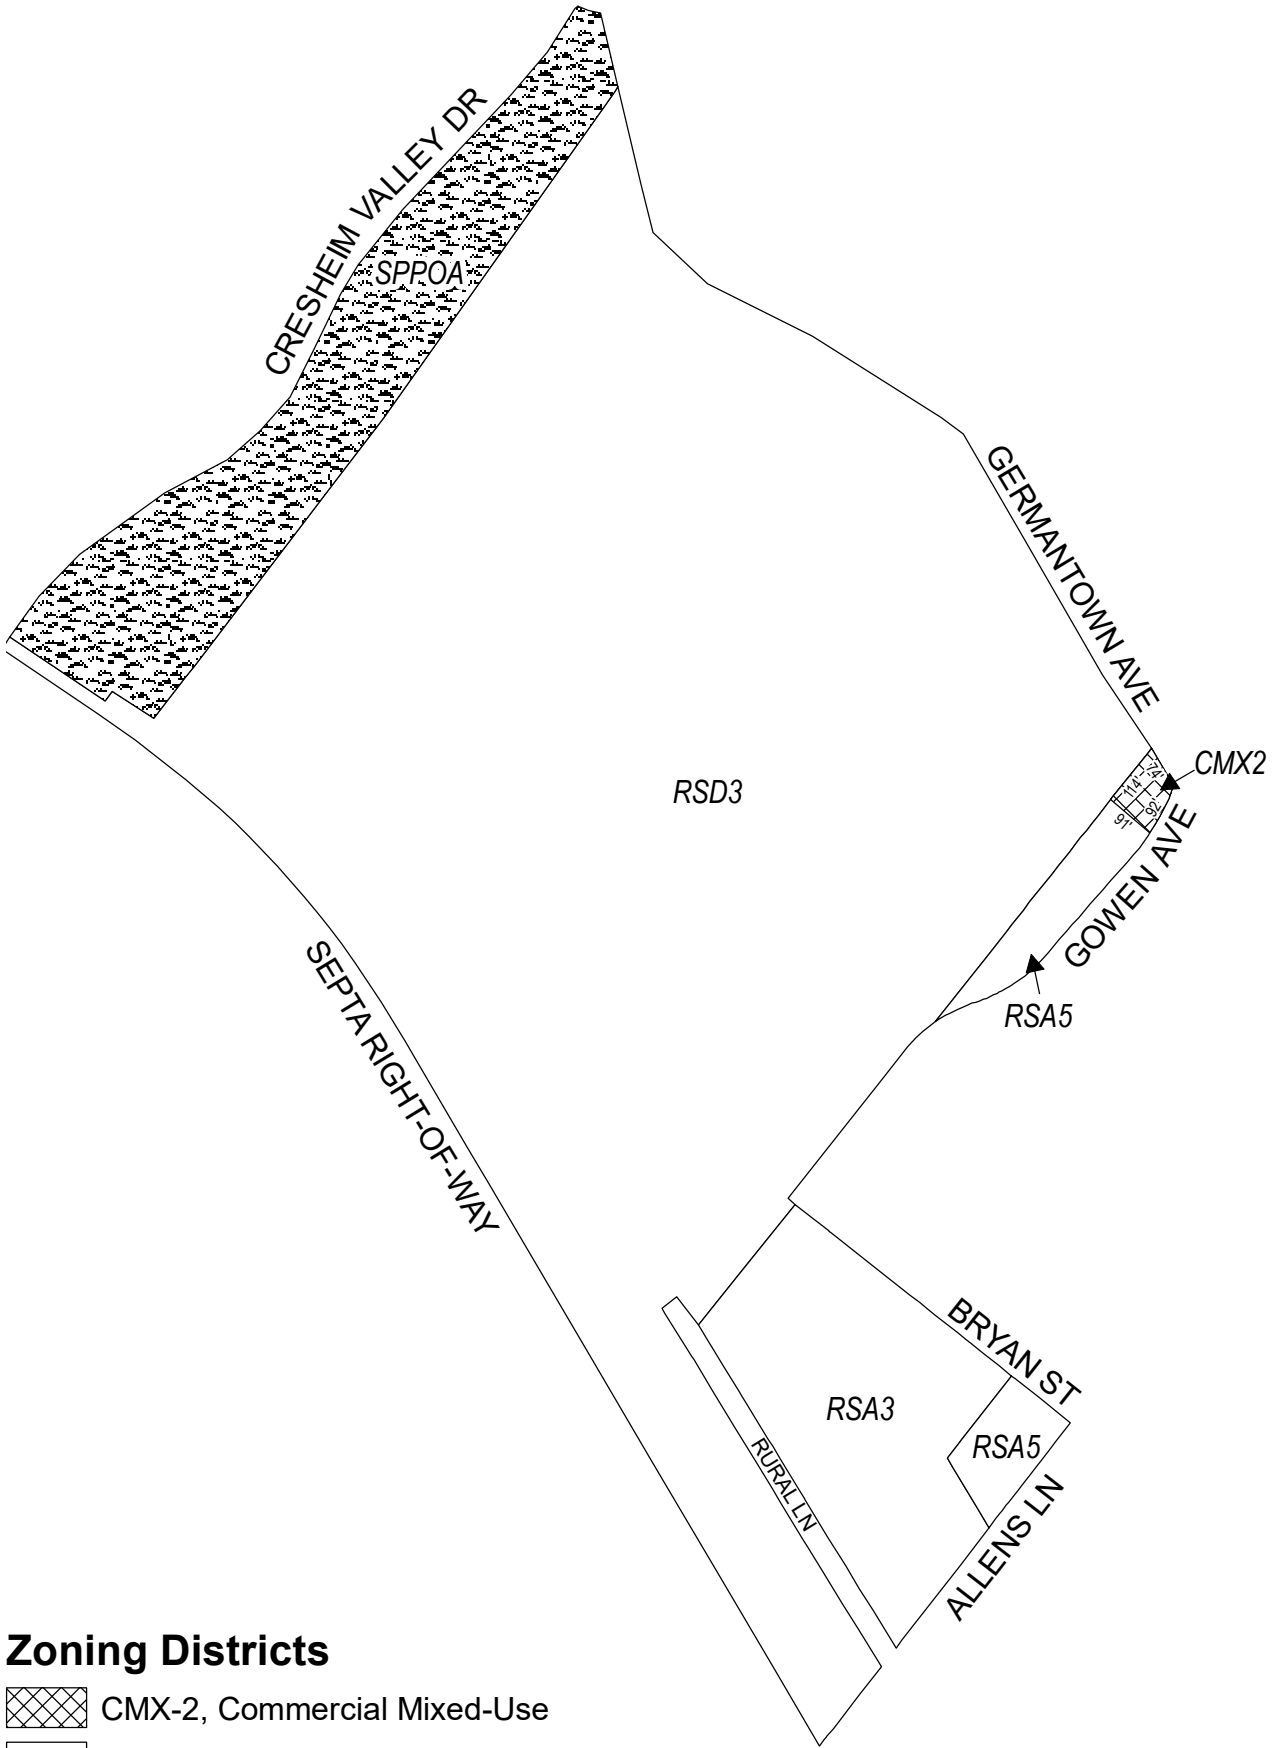 CRESHEIM VALLEY DR
SPPOA
GERMANTOWN AVE
CMX2
74'
114'
92'
91'
RSD3
GOWEN AVE
RSA5
SEPTA RIGHT-OF-WAY
BRYAN ST
RSA3
RSA5
RURAL LN
ALLENS LN
Zoning Districts
CMX-2, Commercial Mixed-Use